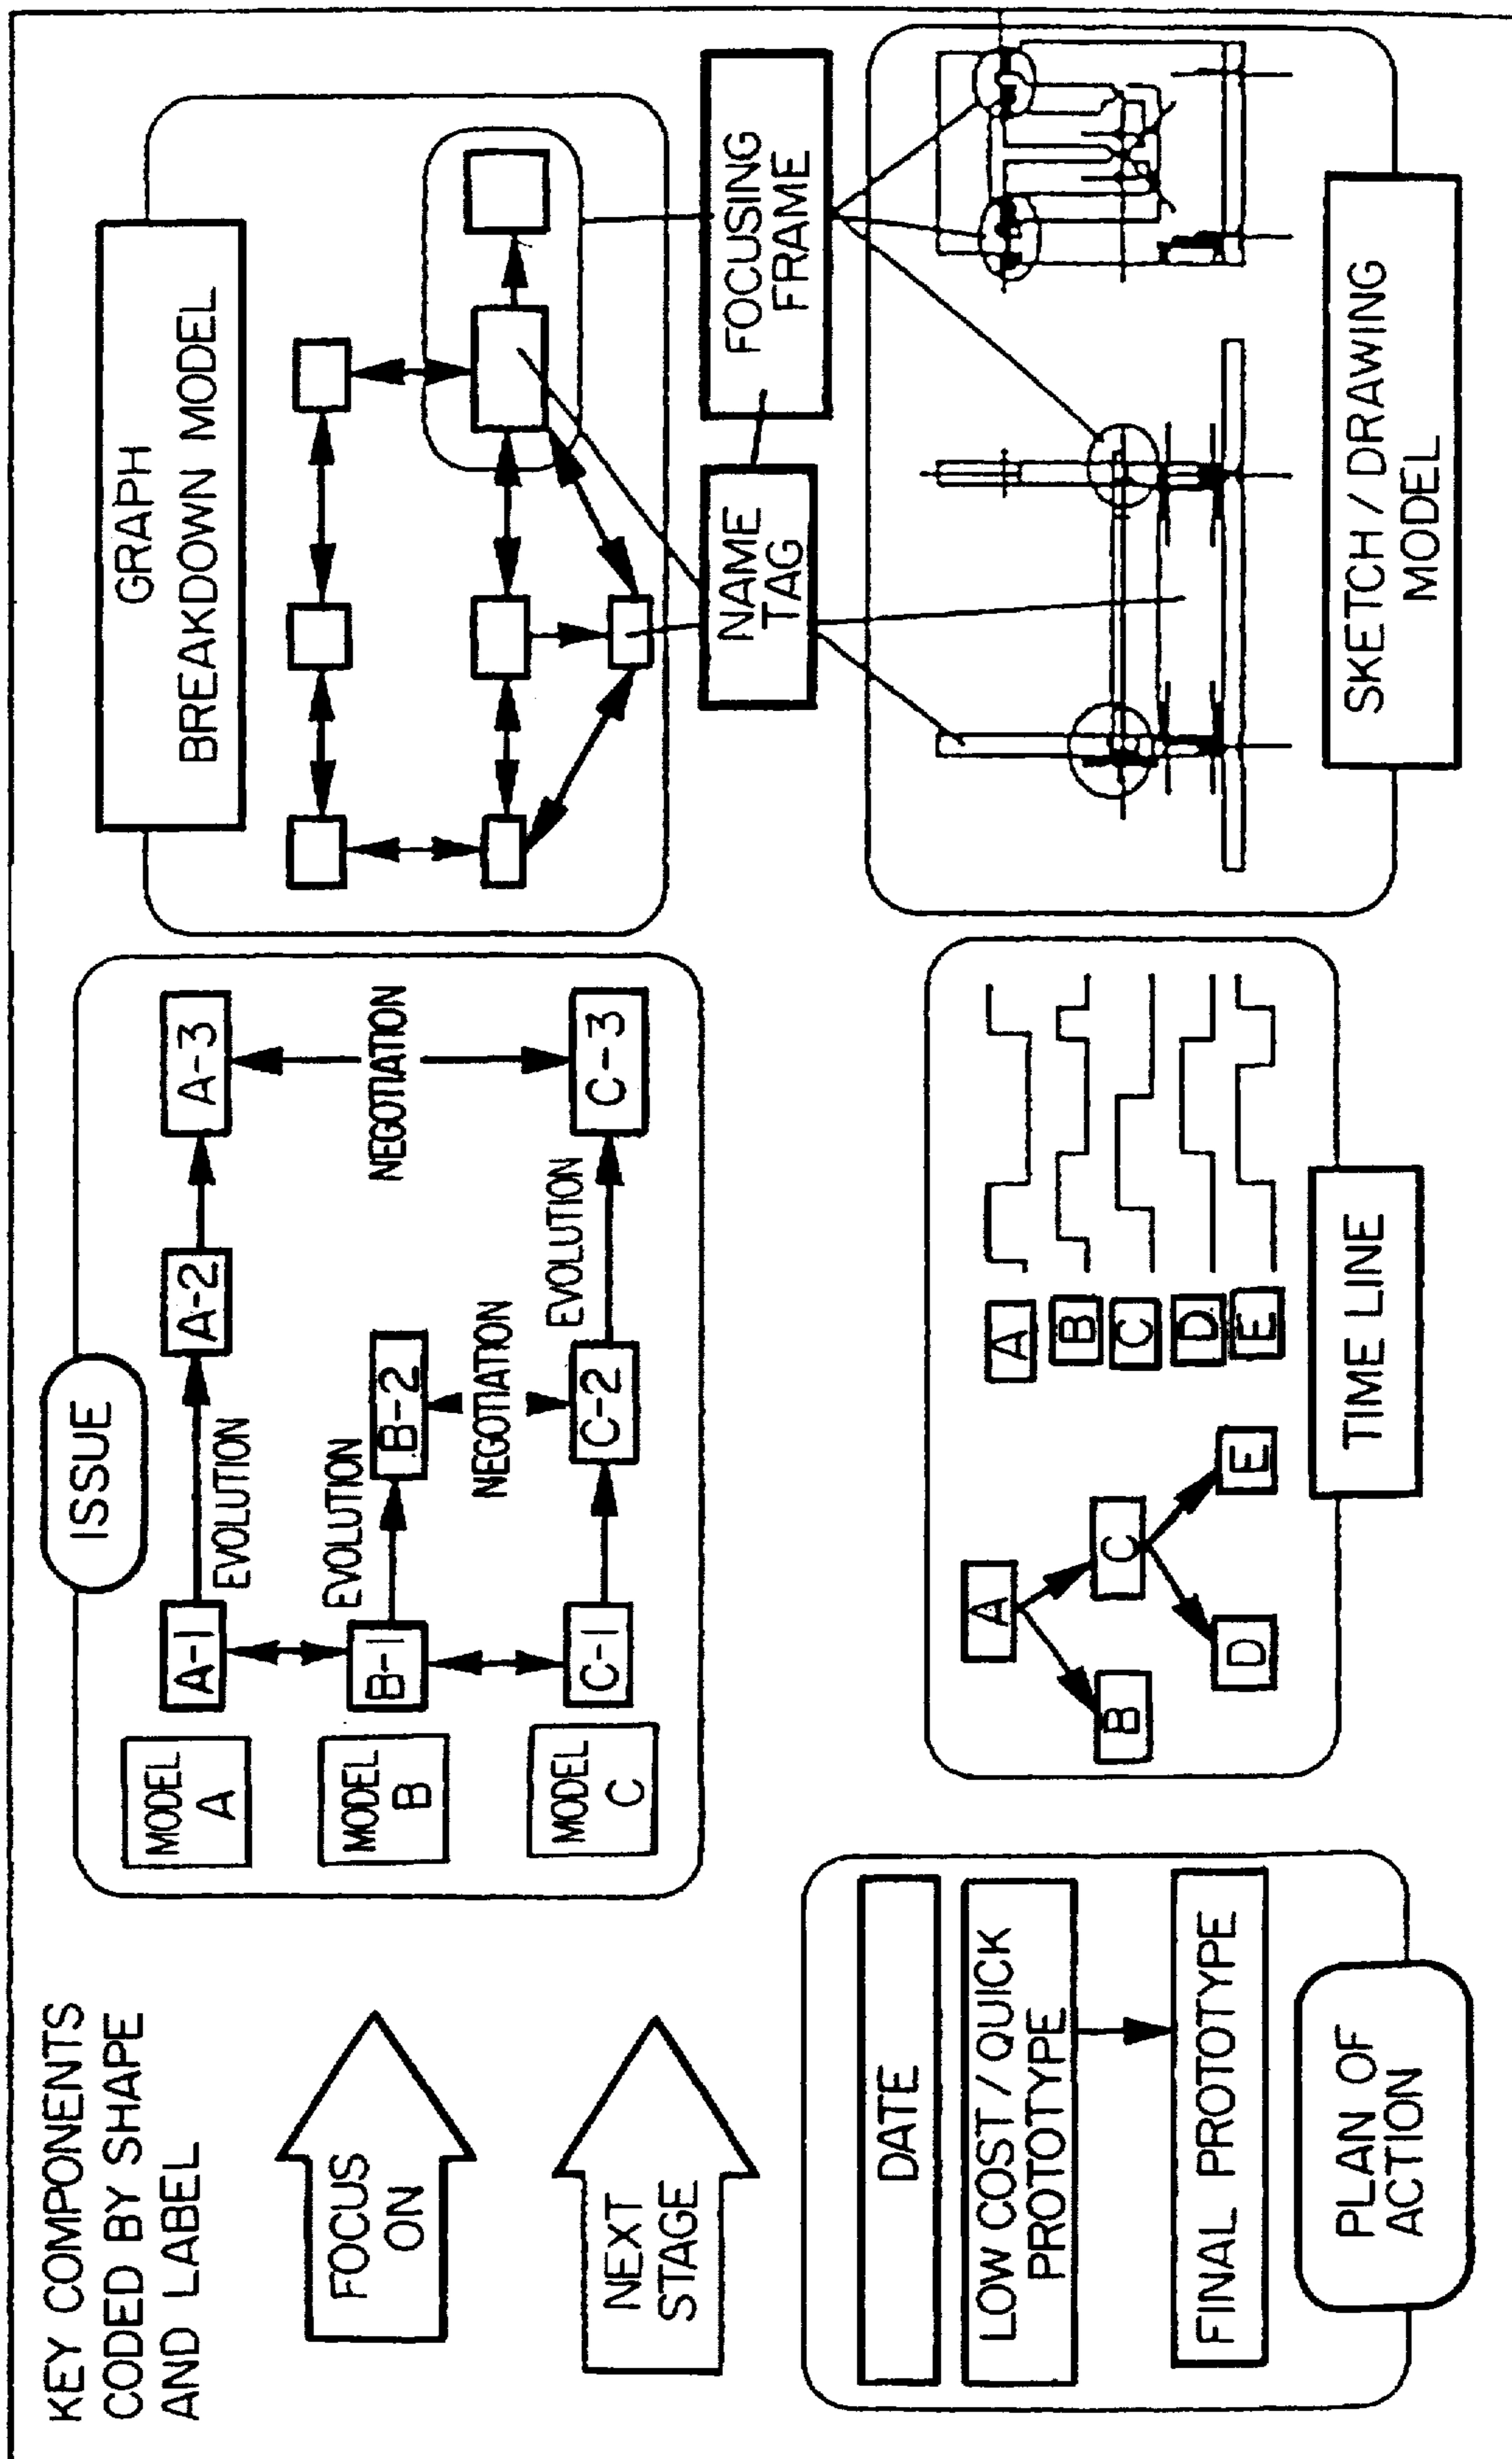 KEY COMPONENTS
CODED BY SHAPE
AND LABEL
FOCUS
ON
NEXT
STAGE
ISSUE
MODEL
A
A-1
EVOLUTION
A-2
A-3
MODEL
B
B-1
EVOLUTION
B-2
NEGOTIATION
NEGOTIATION
MODEL
C
C-1
C-2
EVOLUTION
C-3
GRAPH
BREAKDOWN MODEL
NAME
TAG
FOCUSING
FRAME
DATE
LOW COST / QUICK
PROTOTYPE
FINAL PROTOTYPE
PLAN OF
ACTION
A
B
C
D
E
A
B
C
D
E
TIME LINE
SKETCH / DRAWING
MODEL